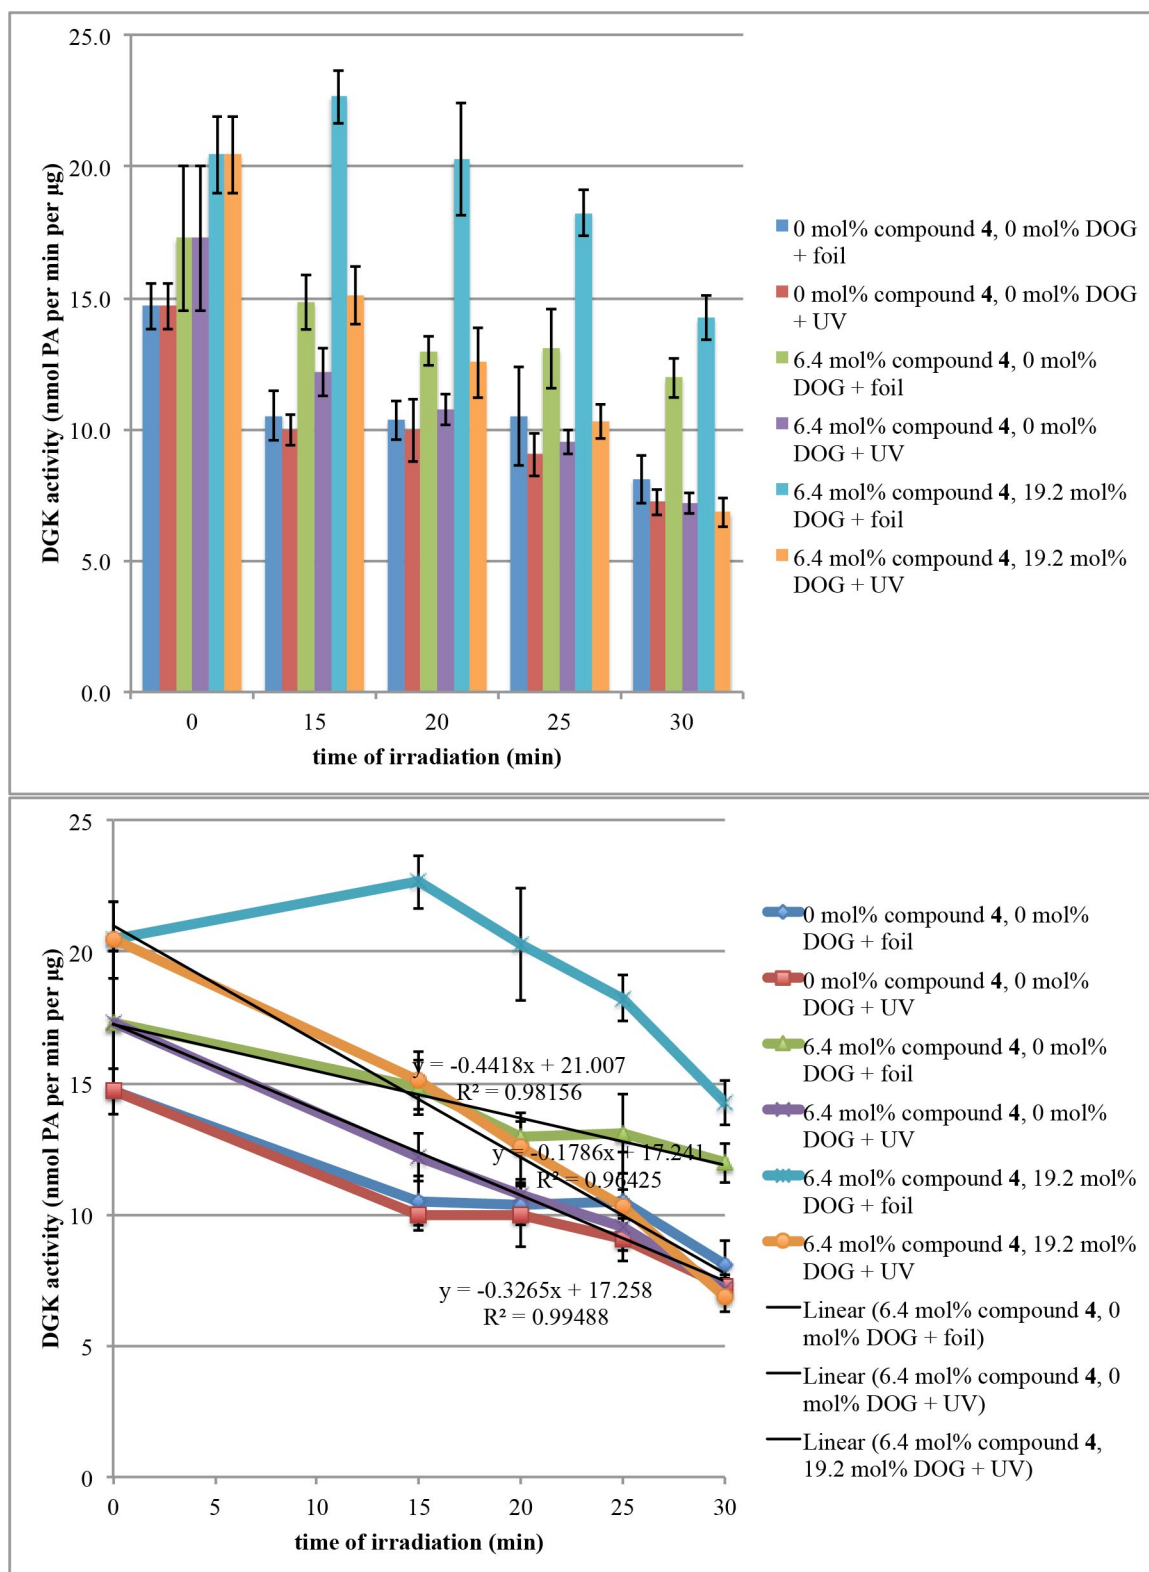 25.0
20.0
15.0
10.0
5.0
0.0
DGK activity (nmol PA per min per µg)
0 15 20 25 30
time of irradiation (min)
0 mol% compound 4, 0 mol% DOG
+ foil
0 mol% compound 4, 0 mol% DOG
+ UV
6.4 mol% compound 4, 0 mol%
DOG + foil
6.4 mol% compound 4, 0 mol%
DOG + UV
6.4 mol% compound 4, 19.2 mol%
DOG + foil
6.4 mol% compound 4, 19.2 mol%
DOG + UV
25
20
15
10
5
0
DGK activity (nmol PA per min per µg)
y = -0.4418x + 21.007
R² = 0.98156
y = -0.1786x + 17.241
R² = 0.96425
y = -0.3265x + 17.258
R² = 0.99488
0 5 10 15 20 25 30
time of irradiation (min)
0 mol% compound 4, 0 mol%
DOG + foil
0 mol% compound 4, 0 mol%
DOG + UV
6.4 mol% compound 4, 0 mol%
DOG + foil
6.4 mol% compound 4, 0 mol%
DOG + UV
6.4 mol% compound 4, 19.2 mol%
DOG + foil
6.4 mol% compound 4, 19.2 mol%
DOG + UV
Linear (6.4 mol% compound 4, 0
mol% DOG + foil)
Linear (6.4 mol% compound 4, 0
mol% DOG + UV)
Linear (6.4 mol% compound 4,
19.2 mol% DOG + UV)